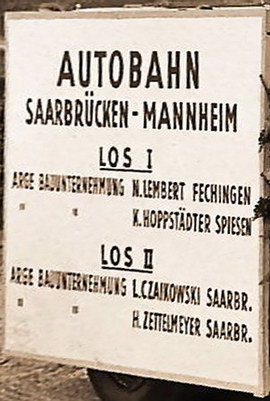 AUTOBAHN
SAARBRÜCKEN-MANNHEIM
LOS I
ARGE BAUUNTERNEHMUNG N.LEMBERT FECHINGEN
" " K.HOPPSTÄDTER SPIESEN
LOS II
ARGE BAUUNTERNEHMUNG L.CZAIKOWSKI SAARBR.
" " H.ZETTELMEYER SAARBR.